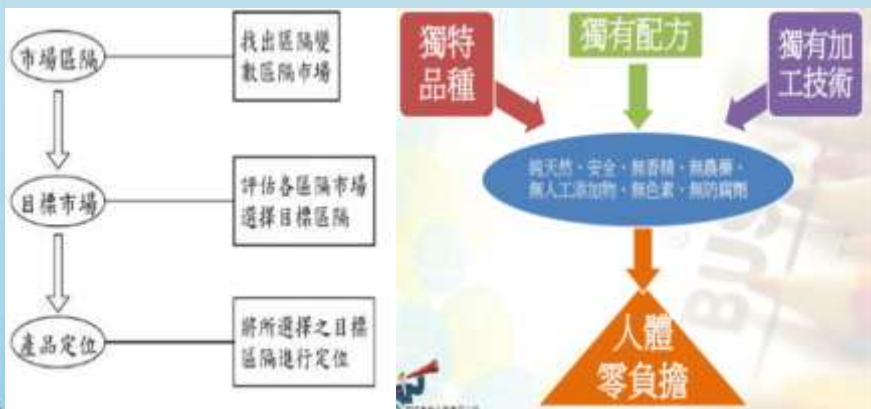 市場區隔
找出區隔變
數區隔市場
目標市場
評估各區隔市場
選擇目標區隔
產品定位
將所選擇之目標
區隔進行定位
獨特
品種
獨有配方
獨有加
工技術
純天然、安全、無香精、無農藥、
無人工添加物、無色素、無防腐劑
人體
零負擔
BUS